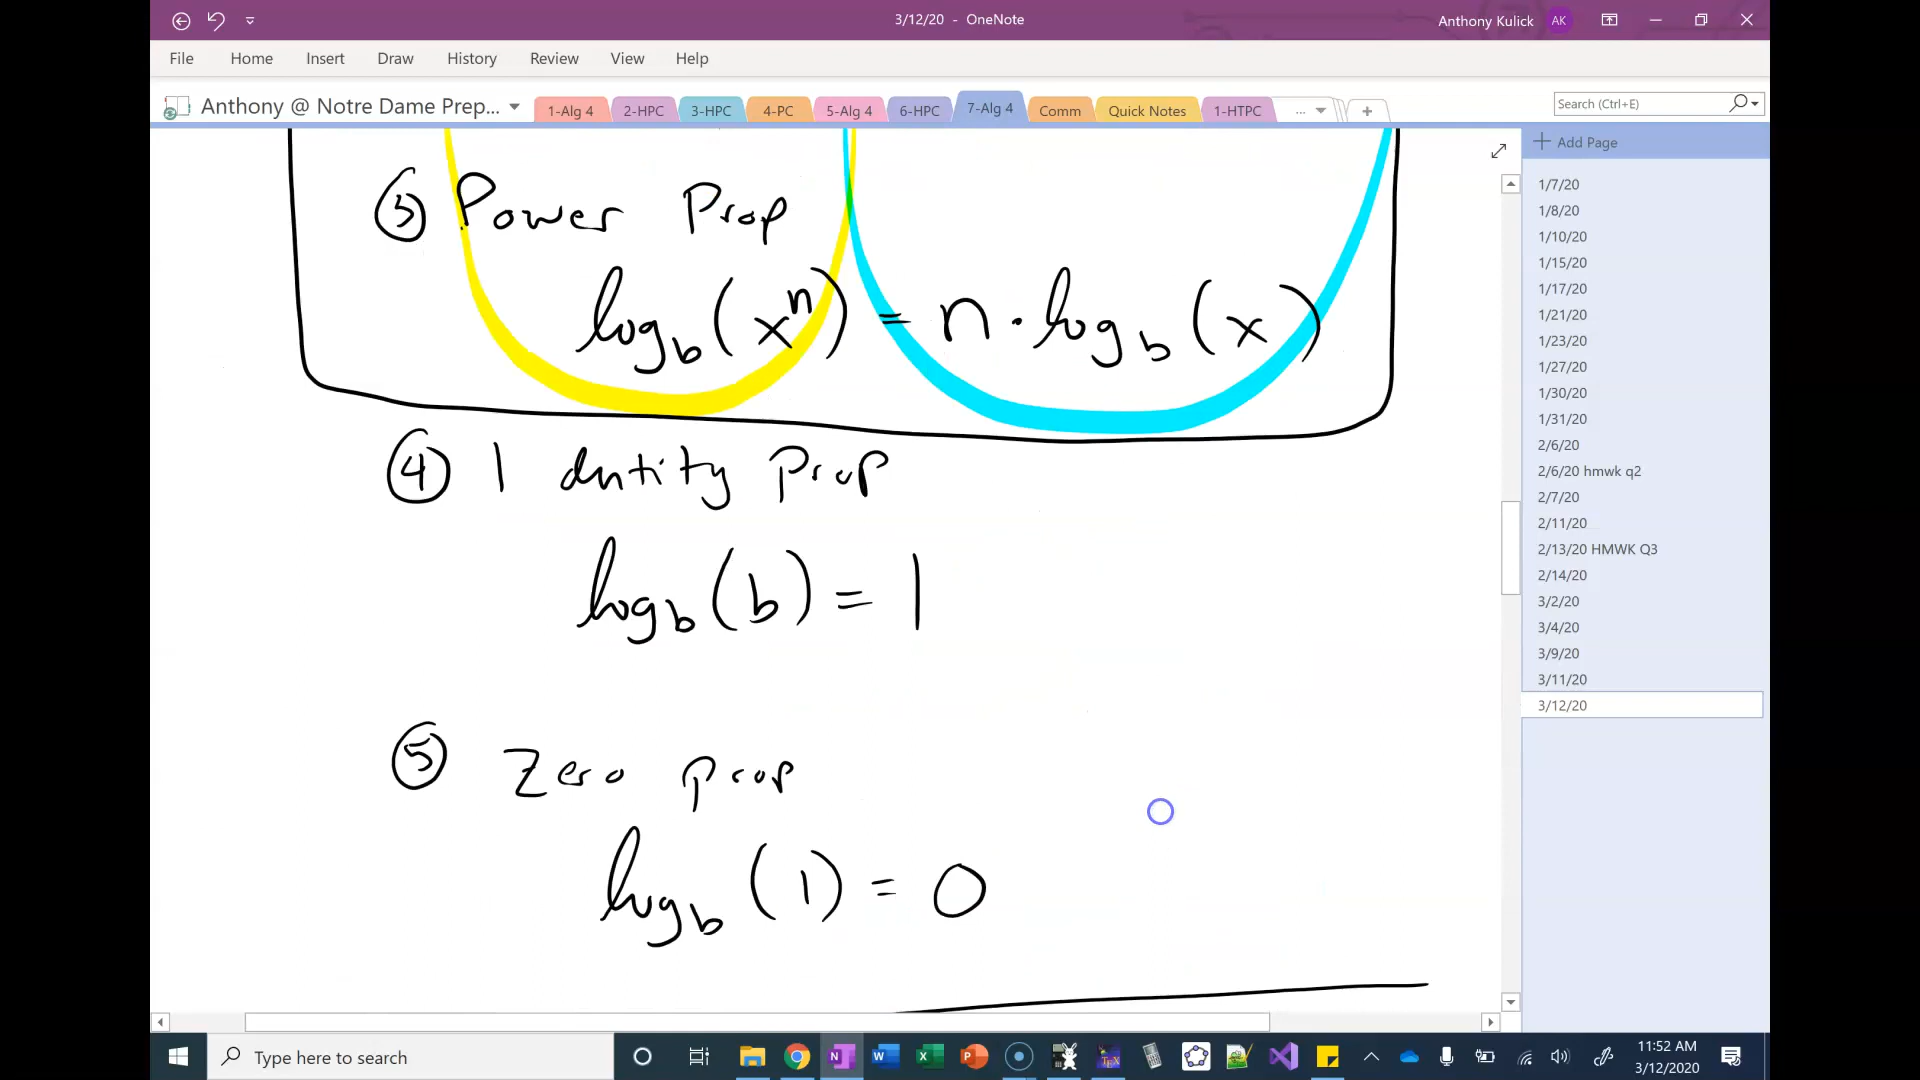 3/12/20 - OneNote
Anthony Kulick AK
File Home Insert Draw History Review View Help
Anthony @ Notre Dame Prep...
1-Alg 4 2-HPC 3-HPC 4-PC 5-Alg 4 6-HPC 7-Alg 4 Comm Quick Notes 1-HTPC ...
Search (Ctrl+E)
Add Page
1/7/20
1/8/20
1/10/20
1/15/20
1/17/20
1/21/20
1/23/20
1/27/20
1/30/20
1/31/20
2/6/20
2/6/20 hmwk q2
2/7/20
2/11/20
2/13/20 HMWK Q3
2/14/20
3/2/20
3/4/20
3/9/20
3/11/20
3/12/20
③ Power Prop
log_b(x^n) = n·log_b(x)
④ Identity Prop
log_b(b) = 1
⑤ Zero Prop
log_b(1) = 0
Type here to search
11:52 AM
3/12/2020